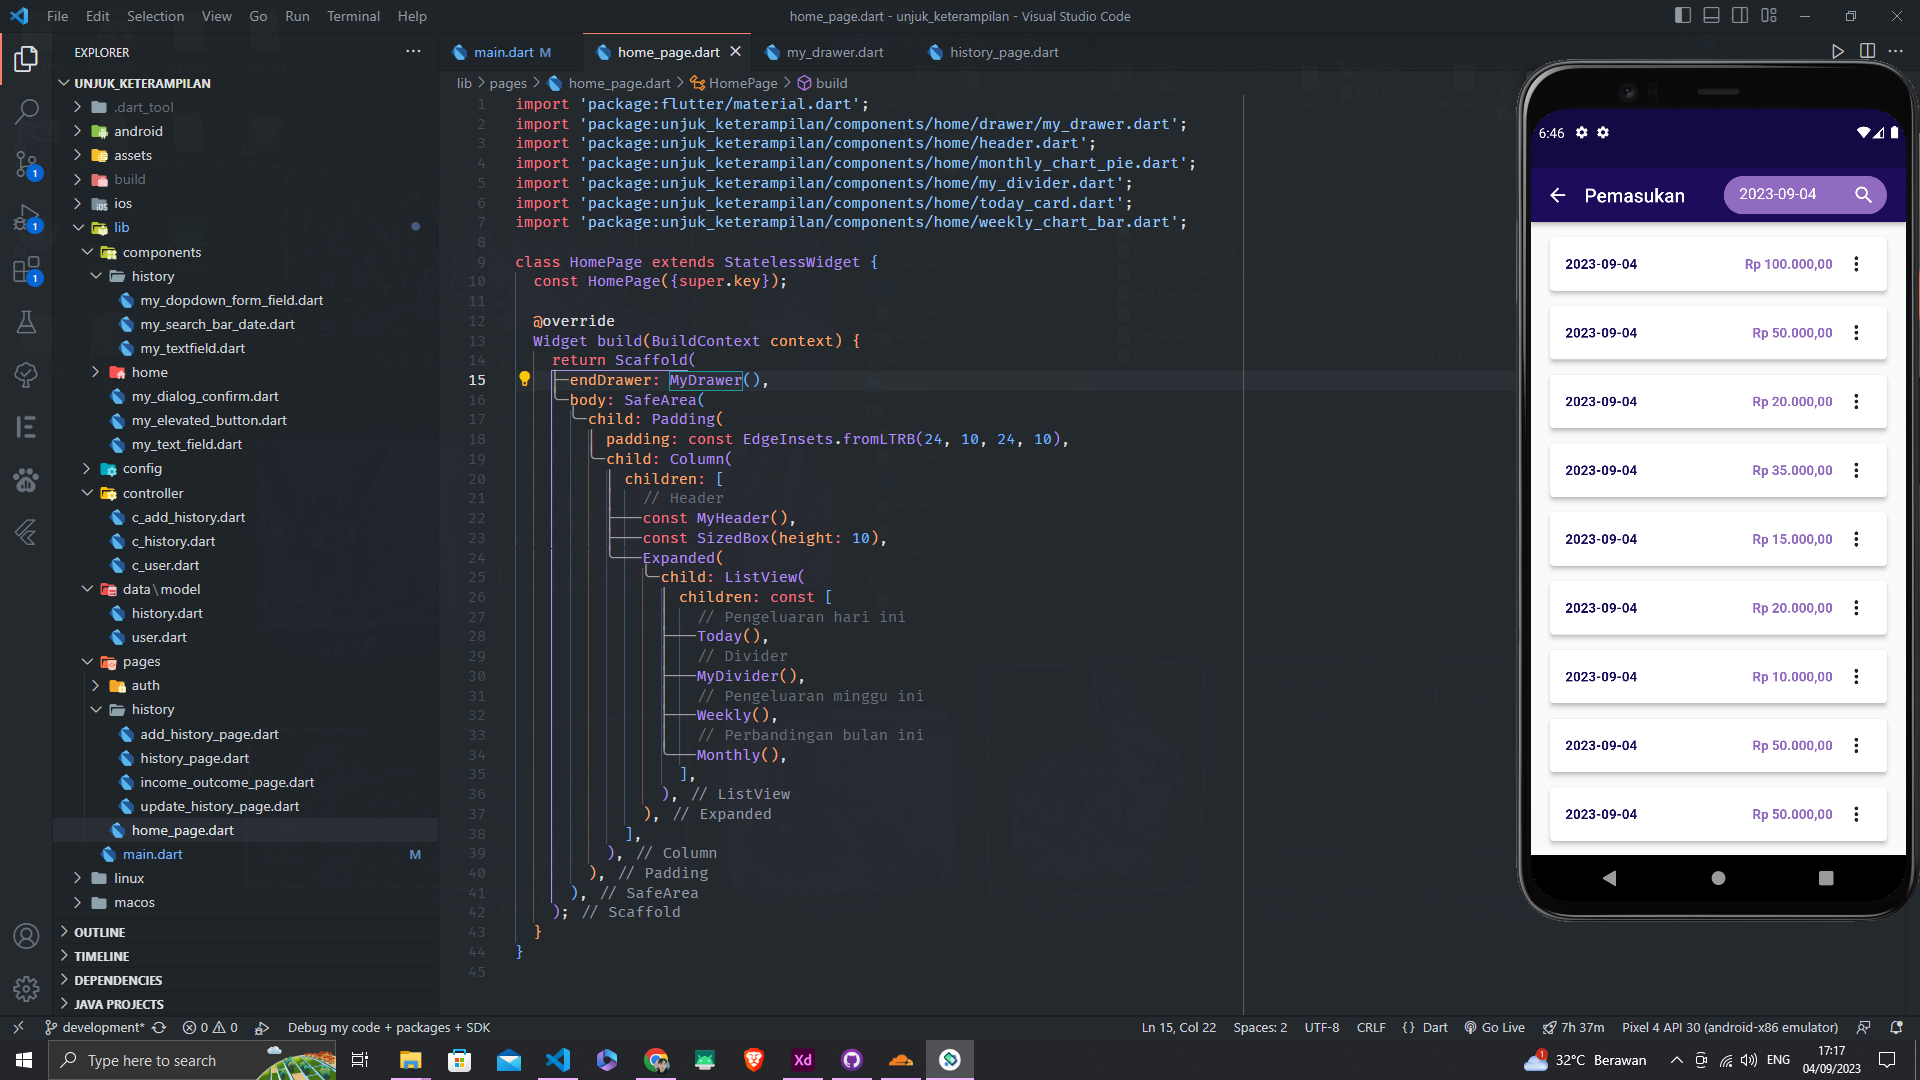 File Edit Selection View Go Run Terminal Help
home_page.dart - unjuk_keterampilan - Visual Studio Code
EXPLORER
UNJUK_KETERAMPILAN
.dart_tool
android
assets
build
ios
lib
components
history
my_dopdown_form_field.dart
my_search_bar_date.dart
my_textfield.dart
home
my_dialog_confirm.dart
my_elevated_button.dart
my_text_field.dart
config
controller
c_add_history.dart
c_history.dart
c_user.dart
data\model
history.dart
user.dart
pages
auth
history
add_history_page.dart
history_page.dart
income_outcome_page.dart
update_history_page.dart
home_page.dart
main.dart M
linux
macos
OUTLINE
TIMELINE
DEPENDENCIES
JAVA PROJECTS
1
1
1
main.dart M home_page.dart my_drawer.dart history_page.dart
lib > pages > home_page.dart > HomePage > build
1 import 'package:flutter/material.dart';
2 import 'package:unjuk_keterampilan/components/home/drawer/my_drawer.dart';
3 import 'package:unjuk_keterampilan/components/home/header.dart';
4 import 'package:unjuk_keterampilan/components/home/monthly_chart_pie.dart';
5 import 'package:unjuk_keterampilan/components/home/my_divider.dart';
6 import 'package:unjuk_keterampilan/components/home/today_card.dart';
7 import 'package:unjuk_keterampilan/components/home/weekly_chart_bar.dart';
8
9 class HomePage extends StatelessWidget {
10 const HomePage({super.key});
11
12 @override
13 Widget build(BuildContext context) {
14 return Scaffold(
15 endDrawer: MyDrawer(),
16 body: SafeArea(
17 child: Padding(
18 padding: const EdgeInsets.fromLTRB(24, 10, 24, 10),
19 child: Column(
20 children: [
21 // Header
22 const MyHeader(),
23 const SizedBox(height: 10),
24 Expanded(
25 child: ListView(
26 children: const [
27 // Pengeluaran hari ini
28 Today(),
29 // Divider
30 MyDivider(),
31 // Pengeluaran minggu ini
32 Weekly(),
33 // Perbandingan bulan ini
34 Monthly(),
35 ],
36 ), // ListView
37 ), // Expanded
38 ],
39 ), // Column
40 ), // Padding
41 ), // SafeArea
42 ); // Scaffold
43 }
44 }
45
6:46
Pemasukan 2023-09-04
2023-09-04 Rp 100.000,00
2023-09-04 Rp 50.000,00
2023-09-04 Rp 20.000,00
2023-09-04 Rp 35.000,00
2023-09-04 Rp 15.000,00
2023-09-04 Rp 20.000,00
2023-09-04 Rp 10.000,00
2023-09-04 Rp 50.000,00
2023-09-04 Rp 50.000,00
development* 0 0 Debug my code + packages + SDK Ln 15, Col 22 Spaces: 2 UTF-8 CRLF {} Dart Go Live 7h 37m Pixel 4 API 30 (android-x86 emulator)
Type here to search Xd 1 32°C Berawan ENG 17:17
04/09/2023